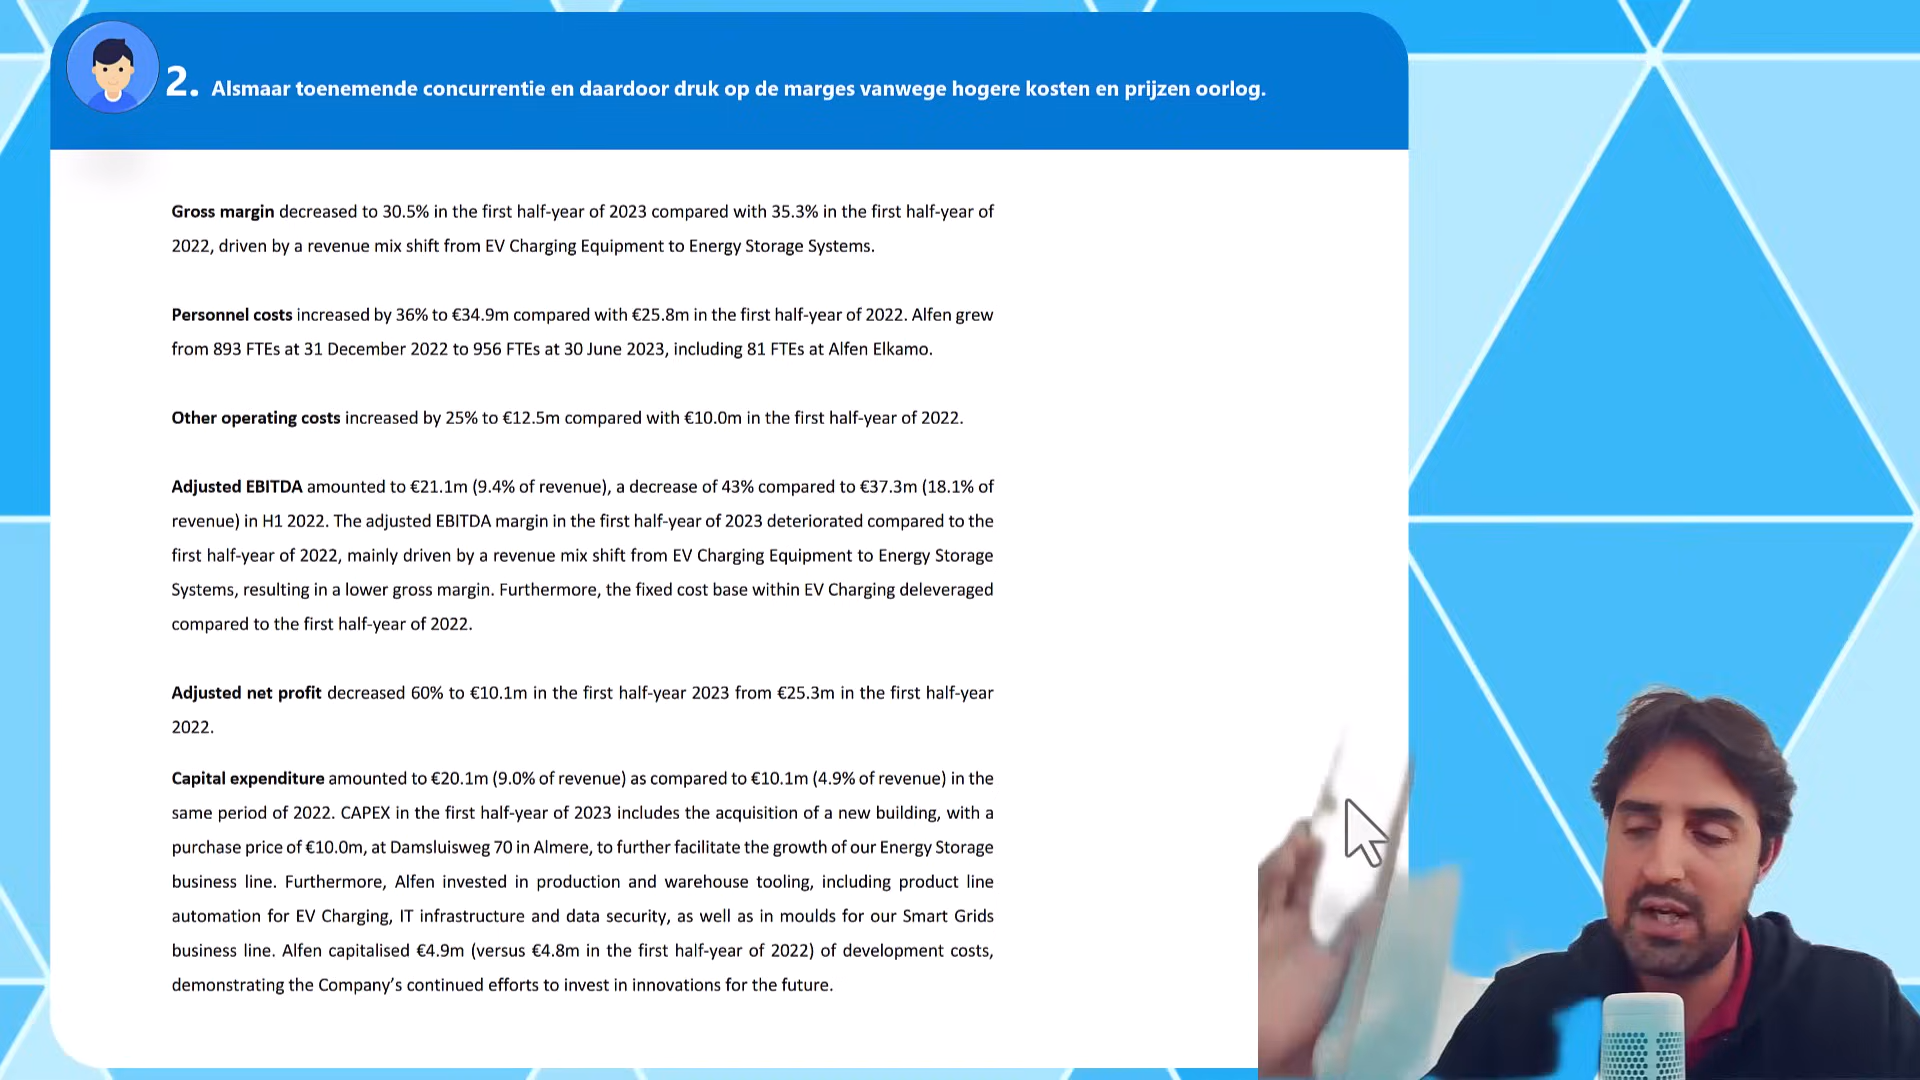 2. Alsmaar toenemende concurrentie en daardoor druk op de marges vanwege hogere kosten en prijzen oorlog.
Gross margin decreased to 30.5% in the first half-year of 2023 compared with 35.3% in the first half-year of
2022, driven by a revenue mix shift from EV Charging Equipment to Energy Storage Systems.
Personnel costs increased by 36% to €34.9m compared with €25.8m in the first half-year of 2022. Alfen grew
from 893 FTEs at 31 December 2022 to 956 FTEs at 30 June 2023, including 81 FTEs at Alfen Elkamo.
Other operating costs increased by 25% to €12.5m compared with €10.0m in the first half-year of 2022.
Adjusted EBITDA amounted to €21.1m (9.4% of revenue), a decrease of 43% compared to €37.3m (18.1% of
revenue) in H1 2022. The adjusted EBITDA margin in the first half-year of 2023 deteriorated compared to the
first half-year of 2022, mainly driven by a revenue mix shift from EV Charging Equipment to Energy Storage
Systems, resulting in a lower gross margin. Furthermore, the fixed cost base within EV Charging deleveraged
compared to the first half-year of 2022.
Adjusted net profit decreased 60% to €10.1m in the first half-year 2023 from €25.3m in the first half-year
2022.
Capital expenditure amounted to €20.1m (9.0% of revenue) as compared to €10.1m (4.9% of revenue) in the
same period of 2022. CAPEX in the first half-year of 2023 includes the acquisition of a new building, with a
purchase price of €10.0m, at Damsluisweg 70 in Almere, to further facilitate the growth of our Energy Storage
business line. Furthermore, Alfen invested in production and warehouse tooling, including product line
automation for EV Charging, IT infrastructure and data security, as well as in moulds for our Smart Grids
business line. Alfen capitalised €4.9m (versus €4.8m in the first half-year of 2022) of development costs,
demonstrating the Company’s continued efforts to invest in innovations for the future.